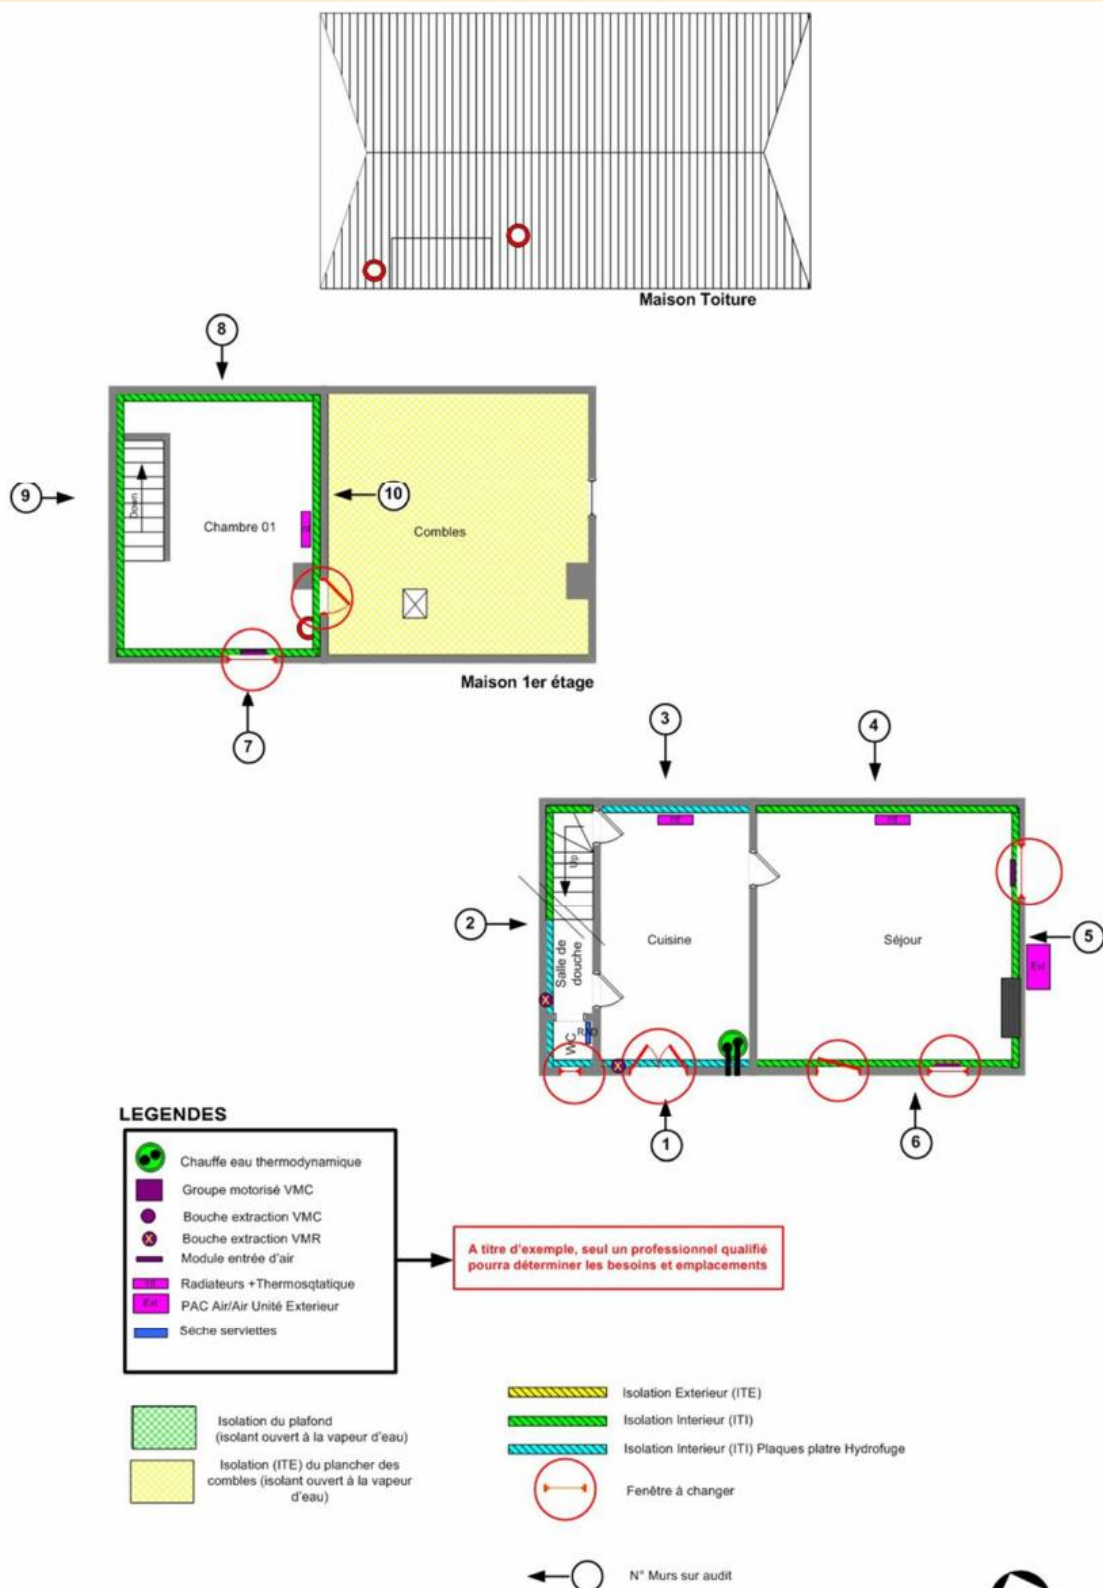 Maison Toiture
8
9
10
Down
Chambre 01
Combles
Maison 1er étage
7
3
4
Up
2
Cuisine
Séjour
5
Ext
Salle de
douche
X
WC
X
1
6
LEGENDES
Chauffe eau thermodynamique
Groupe motorisé VMC
Bouche extraction VMC
X
Bouche extraction VMR
Module entrée d'air
Radiateurs +Thermosqtatique
Ext
PAC Air/Air Unité Exterieur
Séche serviettes
A titre d'exemple, seul un professionnel qualifié
pourra déterminer les besoins et emplacements
Isolation du plafond
(isolant ouvert à la vapeur d'eau)
Isolation (ITE) du plancher des
combles (isolant ouvert à la vapeur
d'eau)
Isolation Exterieur (ITE)
Isolation Interieur (ITI)
Isolation Interieur (ITI) Plaques platre Hydrofuge
Fenêtre à changer
N° Murs sur audit